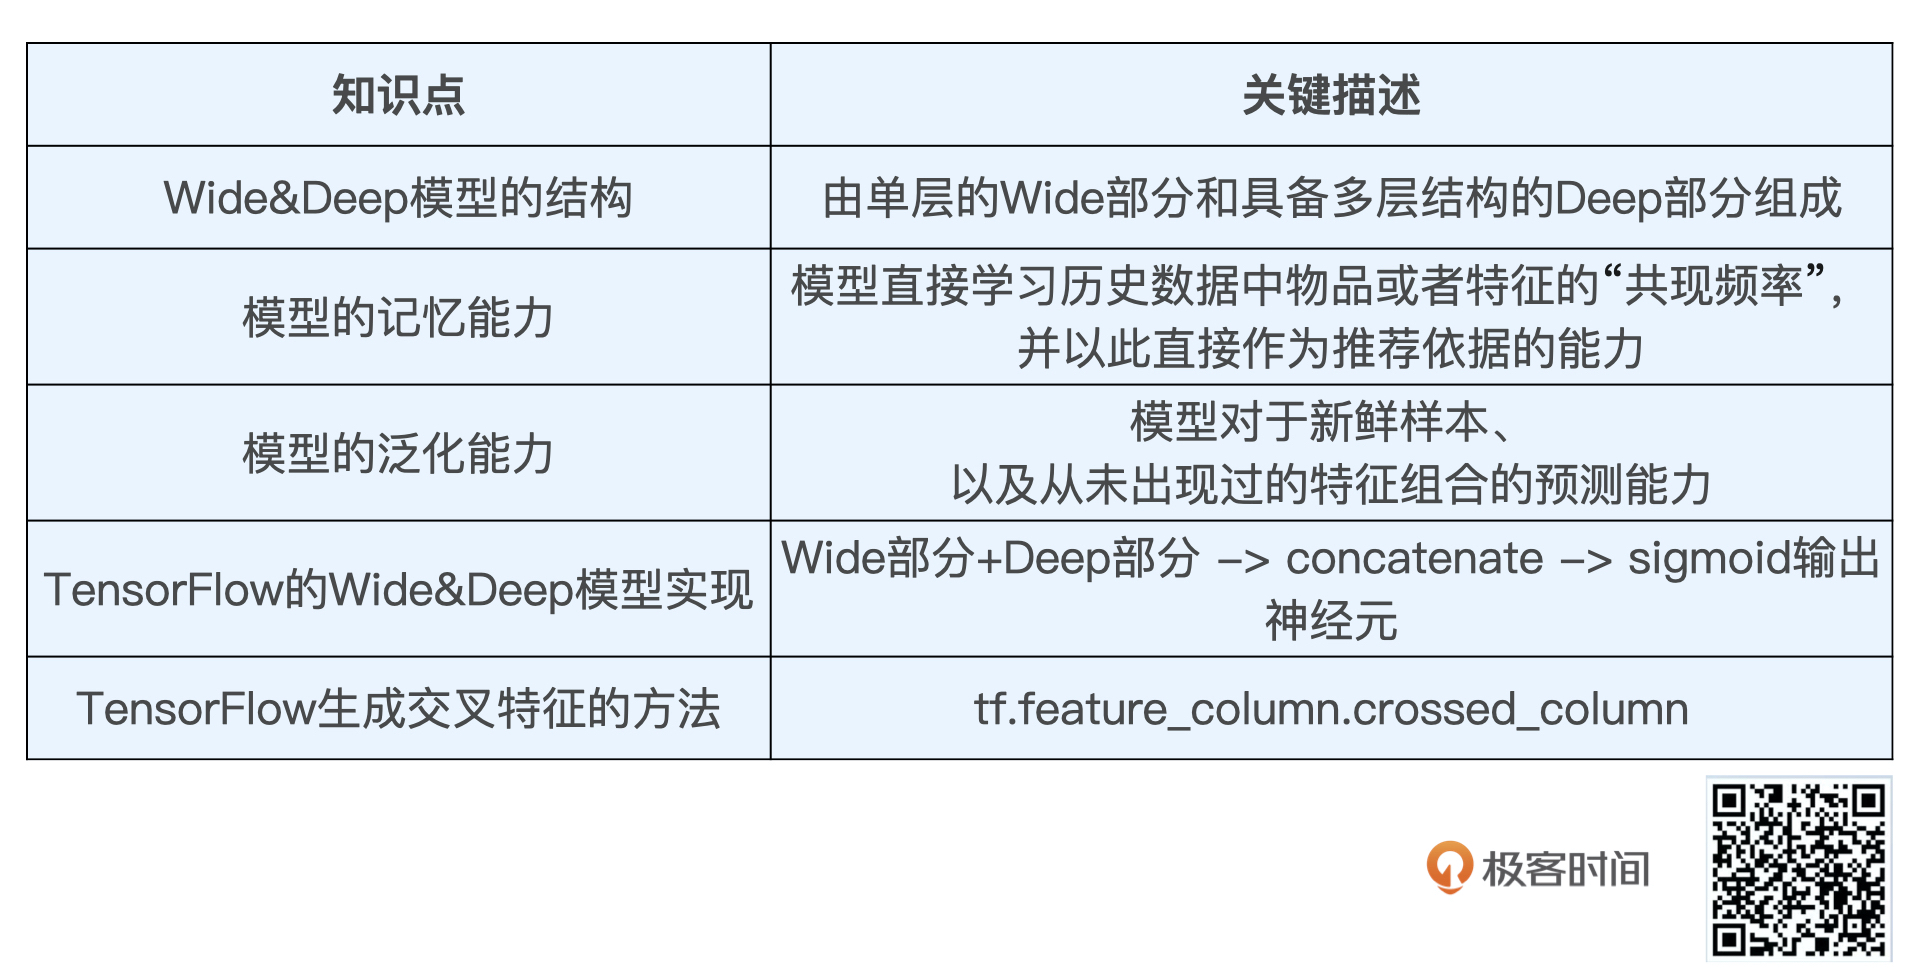 知识点
关键描述
Wide&Deep模型的结构
由单层的Wide部分和具备多层结构的Deep部分组成
模型的记忆能力
模型直接学习历史数据中物品或者特征的“共现频率”，
并以此直接作为推荐依据的能力
模型的泛化能力
模型对于新鲜样本、
以及从未出现过的特征组合的预测能力
TensorFlow的Wide&Deep模型实现
Wide部分+Deep部分 –> concatenate –> sigmoid输出
神经元
TensorFlow生成交叉特征的方法
tf.feature_column.crossed_column
极客时间